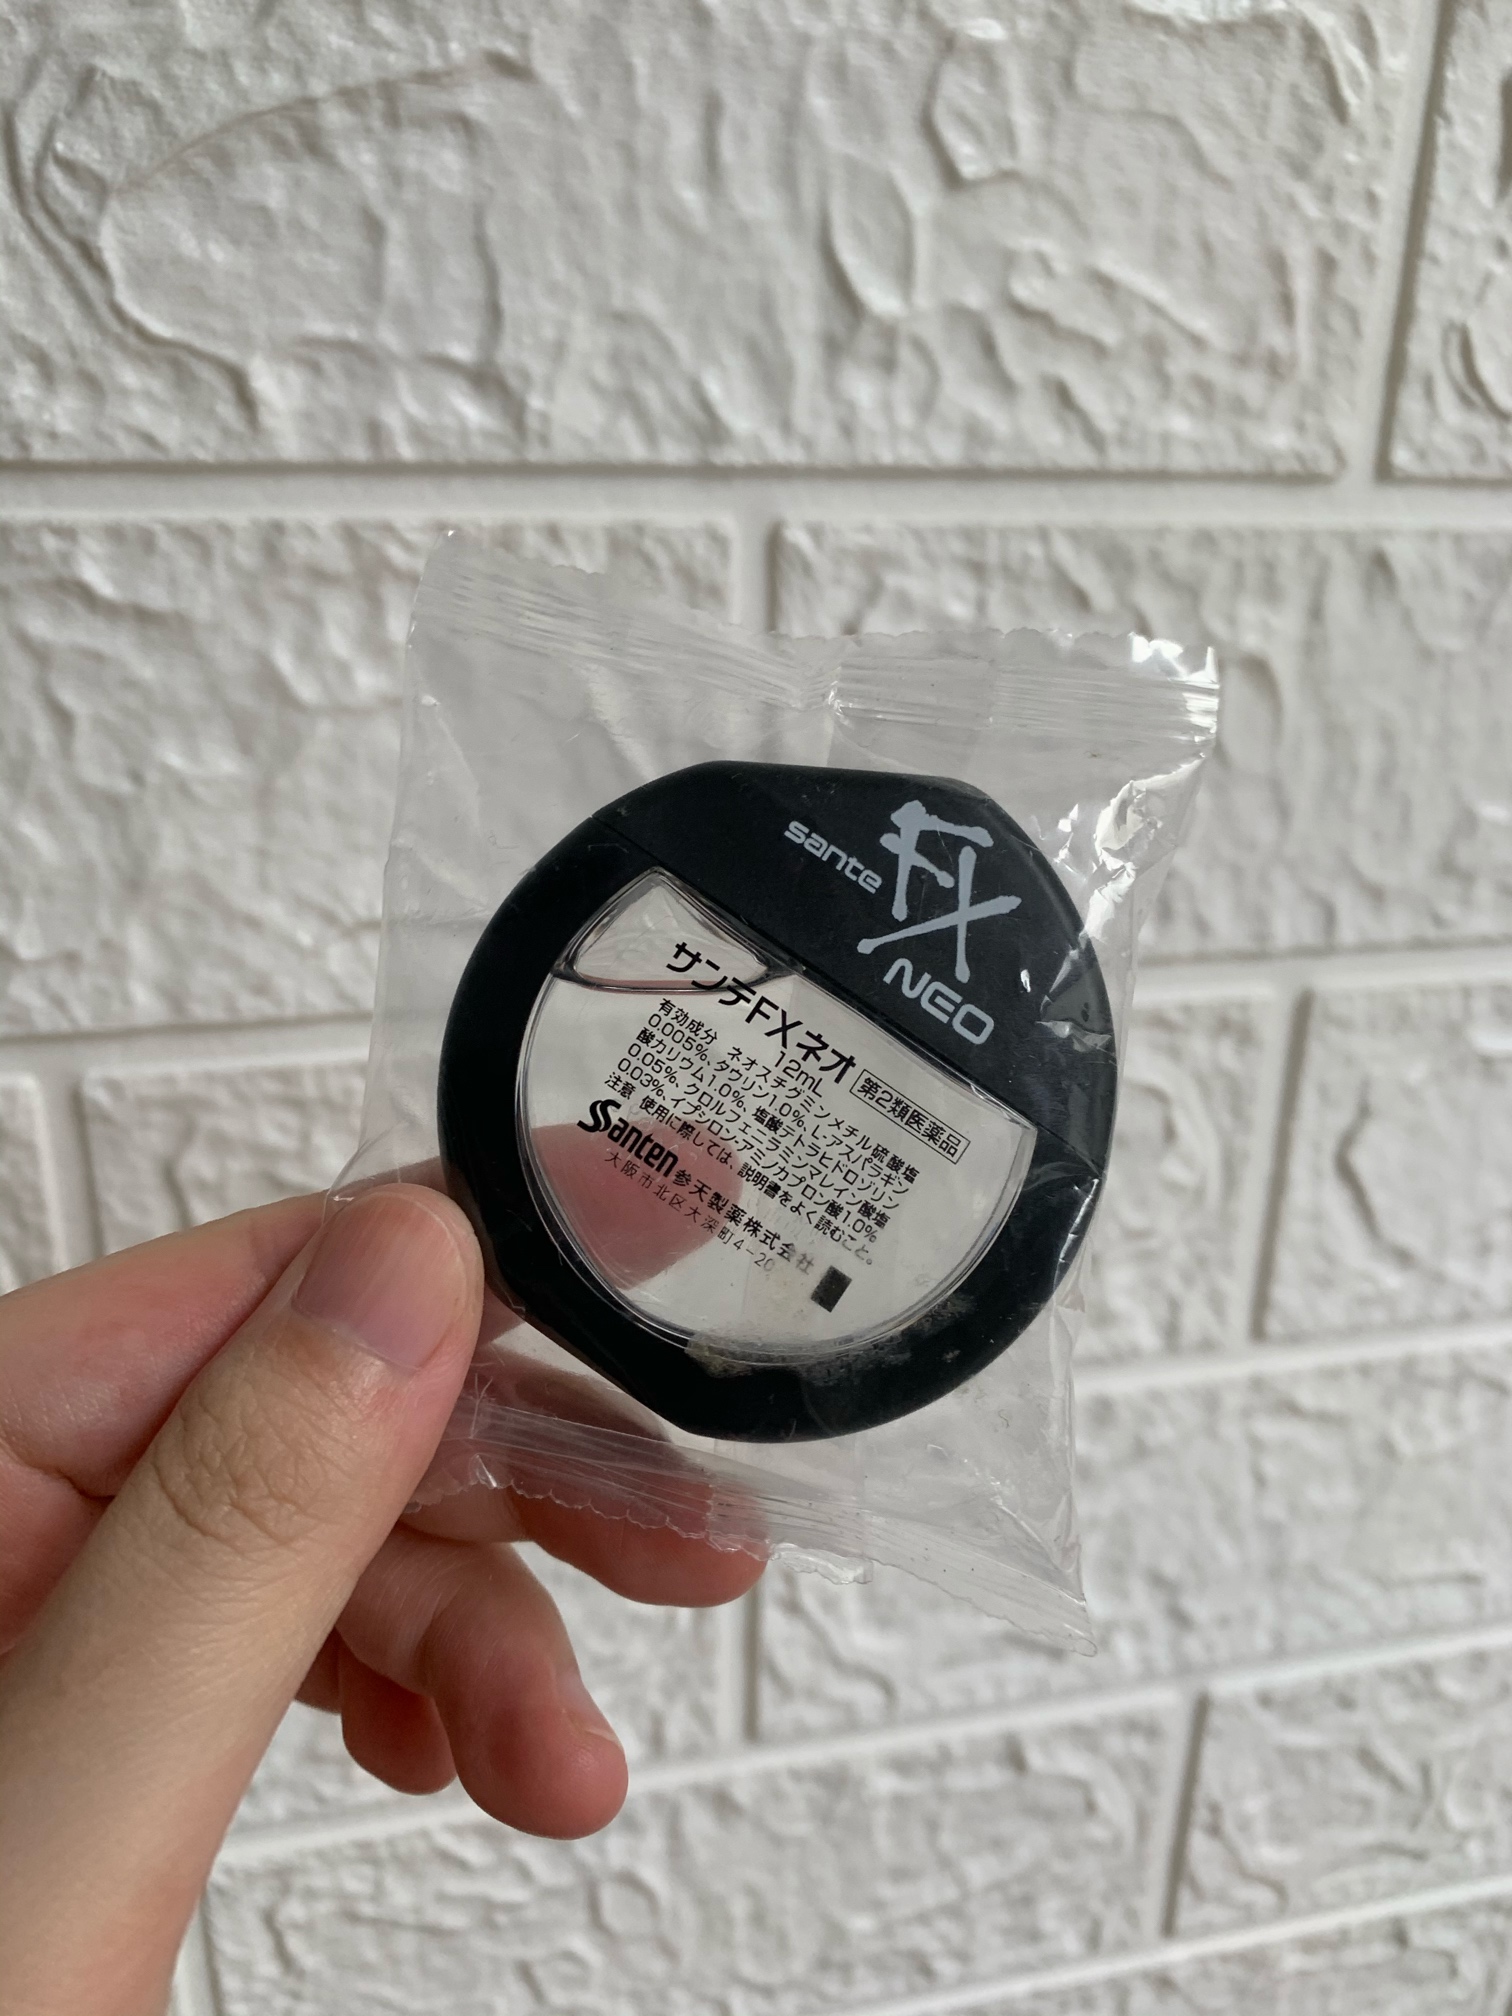 sante FX
NEO
サンテFXネオ
12mL
第2類医薬品
有効成分 ネオスチグミンメチル硫酸塩
0.005%、タウリン1.0%、L-アスパラギン
酸カリウム1.0%、塩酸テトラヒドロゾリン
0.05%、クロルフェニラミンマレイン酸塩
0.03%、イプシロン-アミノカプロン酸1.0%
注意 使用に際しては、説明書をよく読むこと。
Santen 参天製薬株式会社
大阪市北区大深町4-20